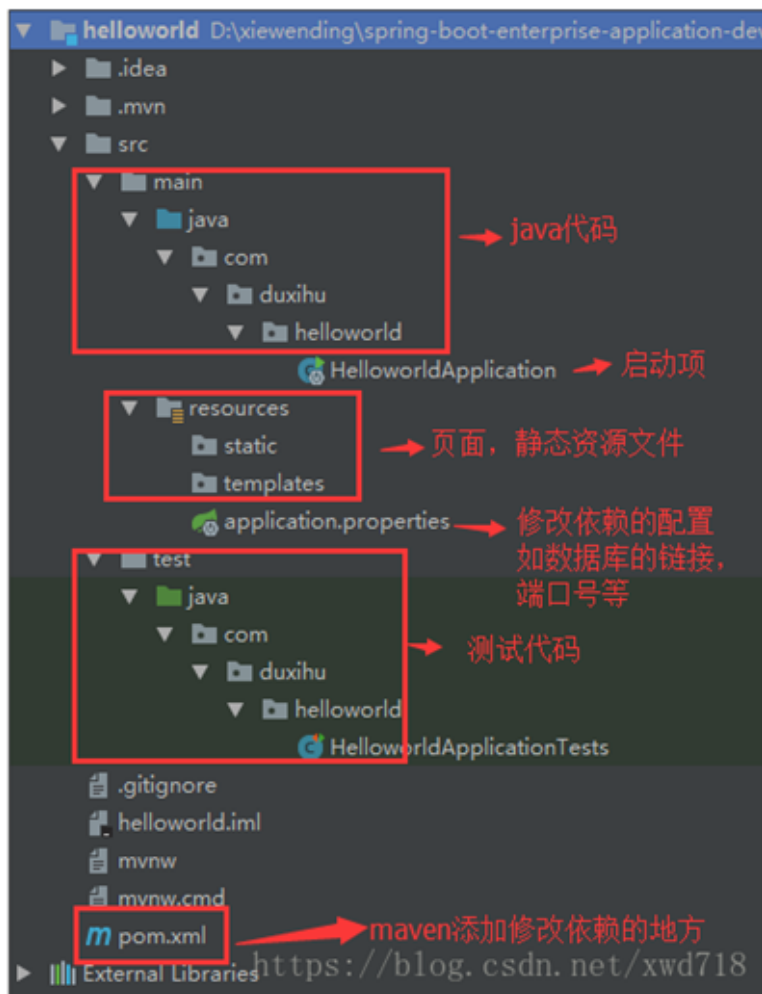 helloworld D:\xiewending\spring-boot-enterprise-application-dev
.idea
.mvn
src
main
java
java代码
com
duxihu
helloworld
HelloworldApplication
启动项
resources
static
页面，静态资源文件
templates
application.properties
修改依赖的配置
如数据库的链接，
端口号等
test
java
com
测试代码
duxihu
helloworld
HelloworldApplicationTests
.gitignore
helloworld.iml
mvnw
mvnw.cmd
pom.xml
maven添加修改依赖的地方
External Libraries
https://blog.csdn.net/xwd718